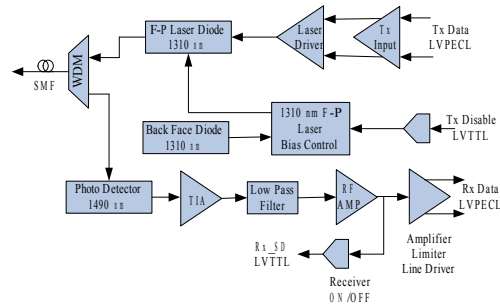 F-P Laser Diode
1310 nm
Laser
Driver
Tx
Input
Tx Data
LVPECL
WDM
SMF
Back Face Diode
1310 nm
1310 nm F-P
Laser
Bias Control
Tx Disable
LVTTL
Photo Detector
1490 nm
TIA
Low Pass
Filter
RF
AMP.
Rx Data
LVPECL
Rx_SD
LVTTL
Receiver
ON/OFF
Amplifier
Limiter
Line Driver